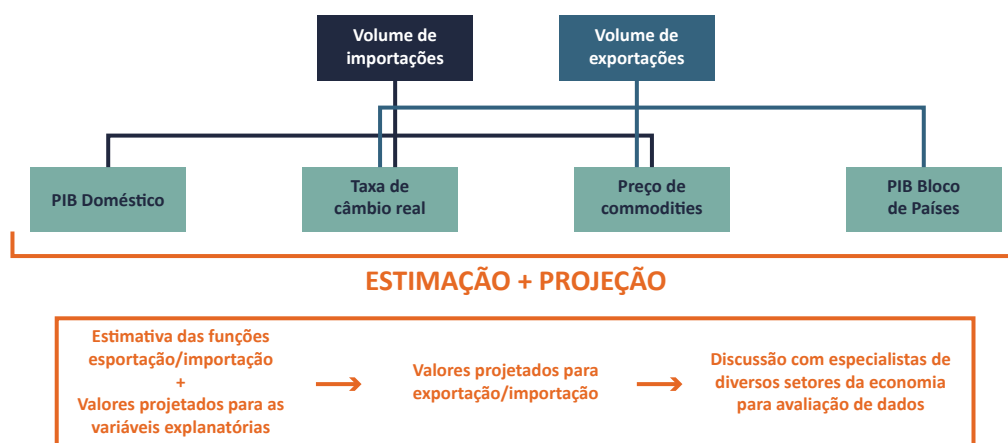 Volume de
importações
Volume de
exportações
PIB Doméstico
Taxa de
câmbio real
Preço de
commodities
PIB Bloco
de Países
ESTIMAÇÃO + PROJEÇÃO
Estimativa das funções
esportação/importação
+
Valores projetados para as
variáveis explanatórias
Valores projetados para
exportação/importação
Discussão com especialistas de
diversos setores da economia
para avaliação de dados